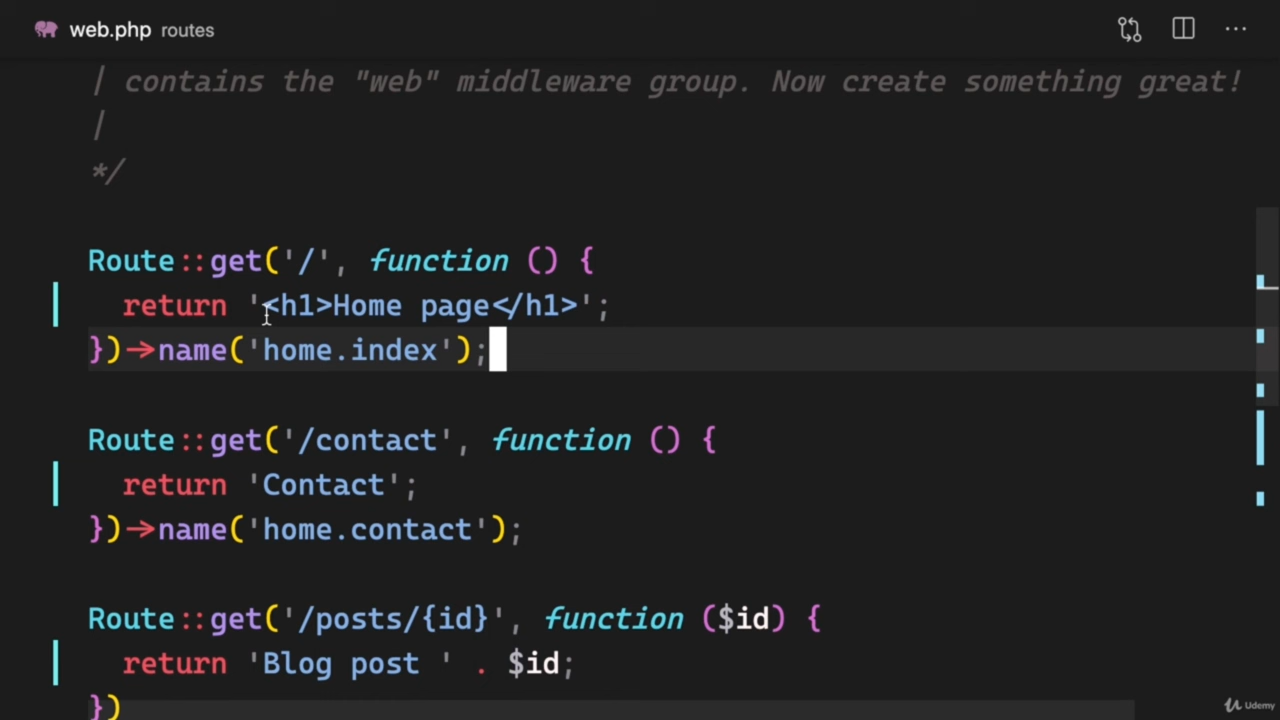 web.php routes
| contains the "web" middleware group. Now create something great!
|
*/
Route::get('/', function () {
return '<h1>Home page</h1>';
})->name('home.index');
Route::get('/contact', function () {
return 'Contact';
})->name('home.contact');
Route::get('/posts/{id}', function ($id) {
return 'Blog post ' . $id;
})
Udemy